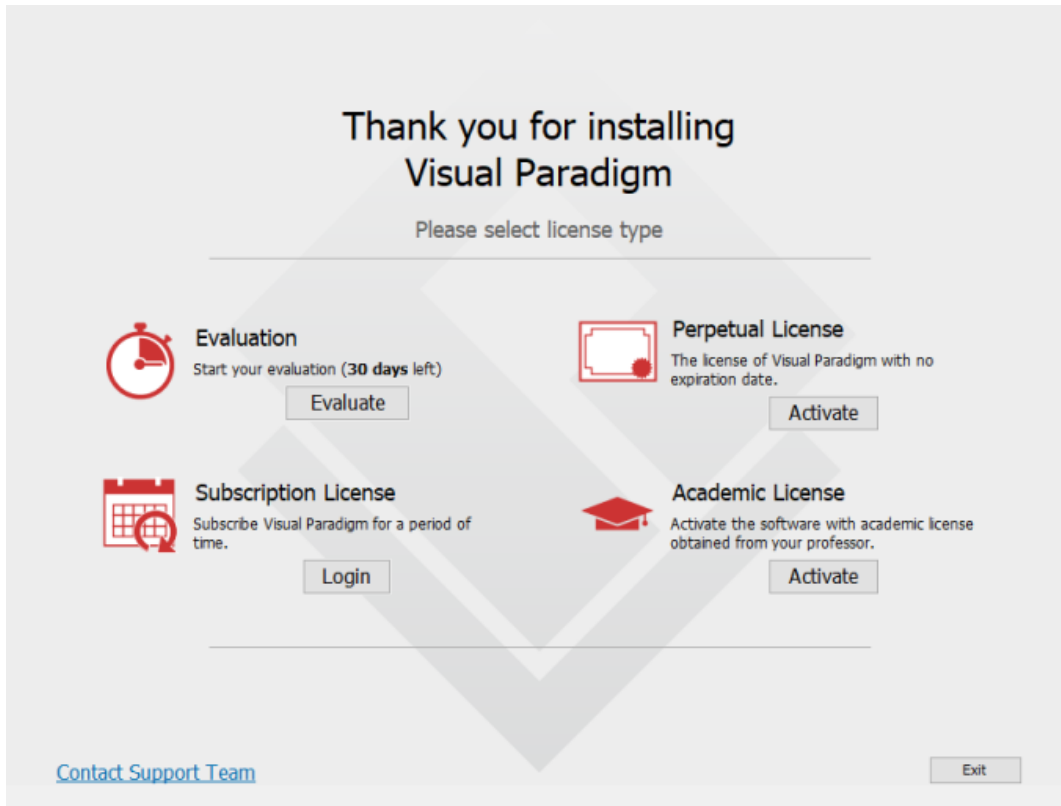 Thank you for installing
Visual Paradigm
Please select license type
Evaluation
Start your evaluation (30 days left)
Evaluate
Perpetual License
The license of Visual Paradigm with no
expiration date.
Activate
Subscription License
Subscribe Visual Paradigm for a period of
time.
Login
Academic License
Activate the software with academic license
obtained from your professor.
Activate
Contact Support Team
Exit